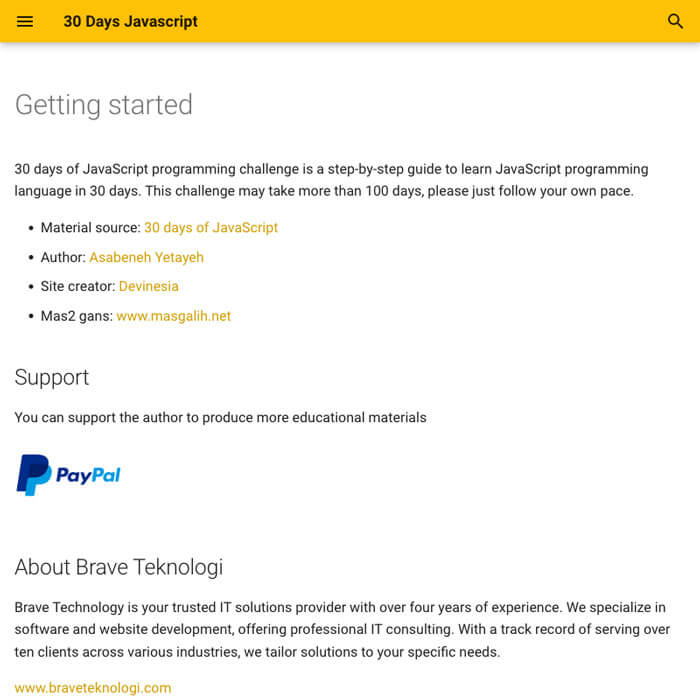 30 Days Javascript
Getting started
30 days of JavaScript programming challenge is a step-by-step guide to learn JavaScript programming
language in 30 days. This challenge may take more than 100 days, please just follow your own pace.
• Material source: 30 days of JavaScript
• Author: Asabeneh Yetayeh
• Site creator: Devinesia
• Mas2 gans: www.masgalih.net
Support
You can support the author to produce more educational materials
PayPal
About Brave Teknologi
Brave Technology is your trusted IT solutions provider with over four years of experience. We specialize in
software and website development, offering professional IT consulting. With a track record of serving over
ten clients across various industries, we tailor solutions to your specific needs.
www.braveteknologi.com